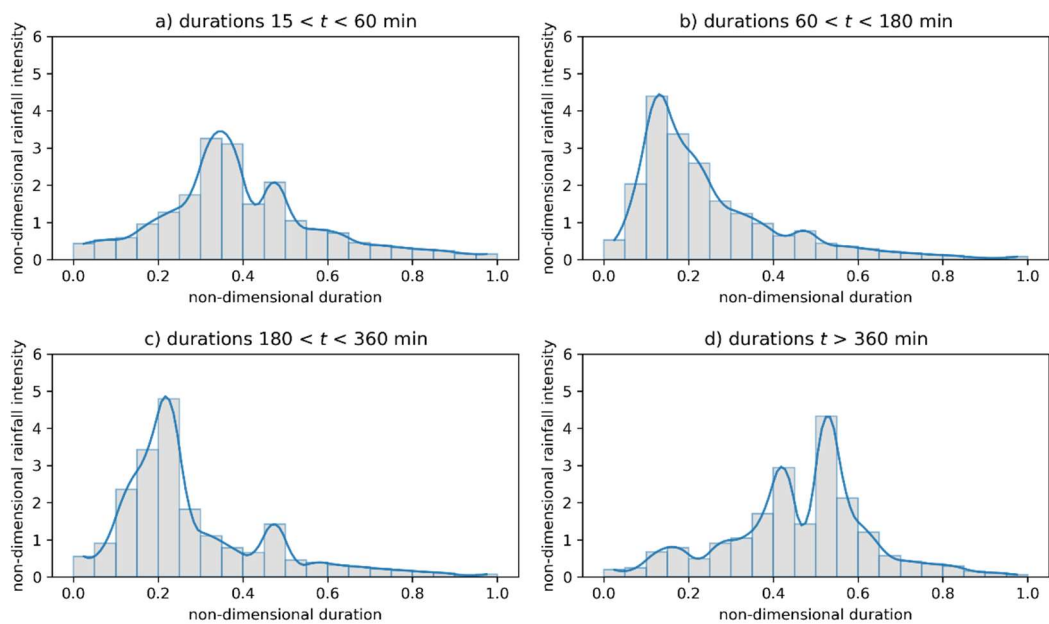 a) durations 15 < t < 60 min
non-dimensional rainfall intensity
6
5
4
3
2
1
0
0.0 0.2 0.4 0.6 0.8 1.0
non-dimensional duration
b) durations 60 < t < 180 min
non-dimensional rainfall intensity
6
5
4
3
2
1
0
0.0 0.2 0.4 0.6 0.8 1.0
non-dimensional duration
c) durations 180 < t < 360 min
non-dimensional rainfall intensity
6
5
4
3
2
1
0
0.0 0.2 0.4 0.6 0.8 1.0
non-dimensional duration
d) durations t > 360 min
non-dimensional rainfall intensity
6
5
4
3
2
1
0
0.0 0.2 0.4 0.6 0.8 1.0
non-dimensional duration